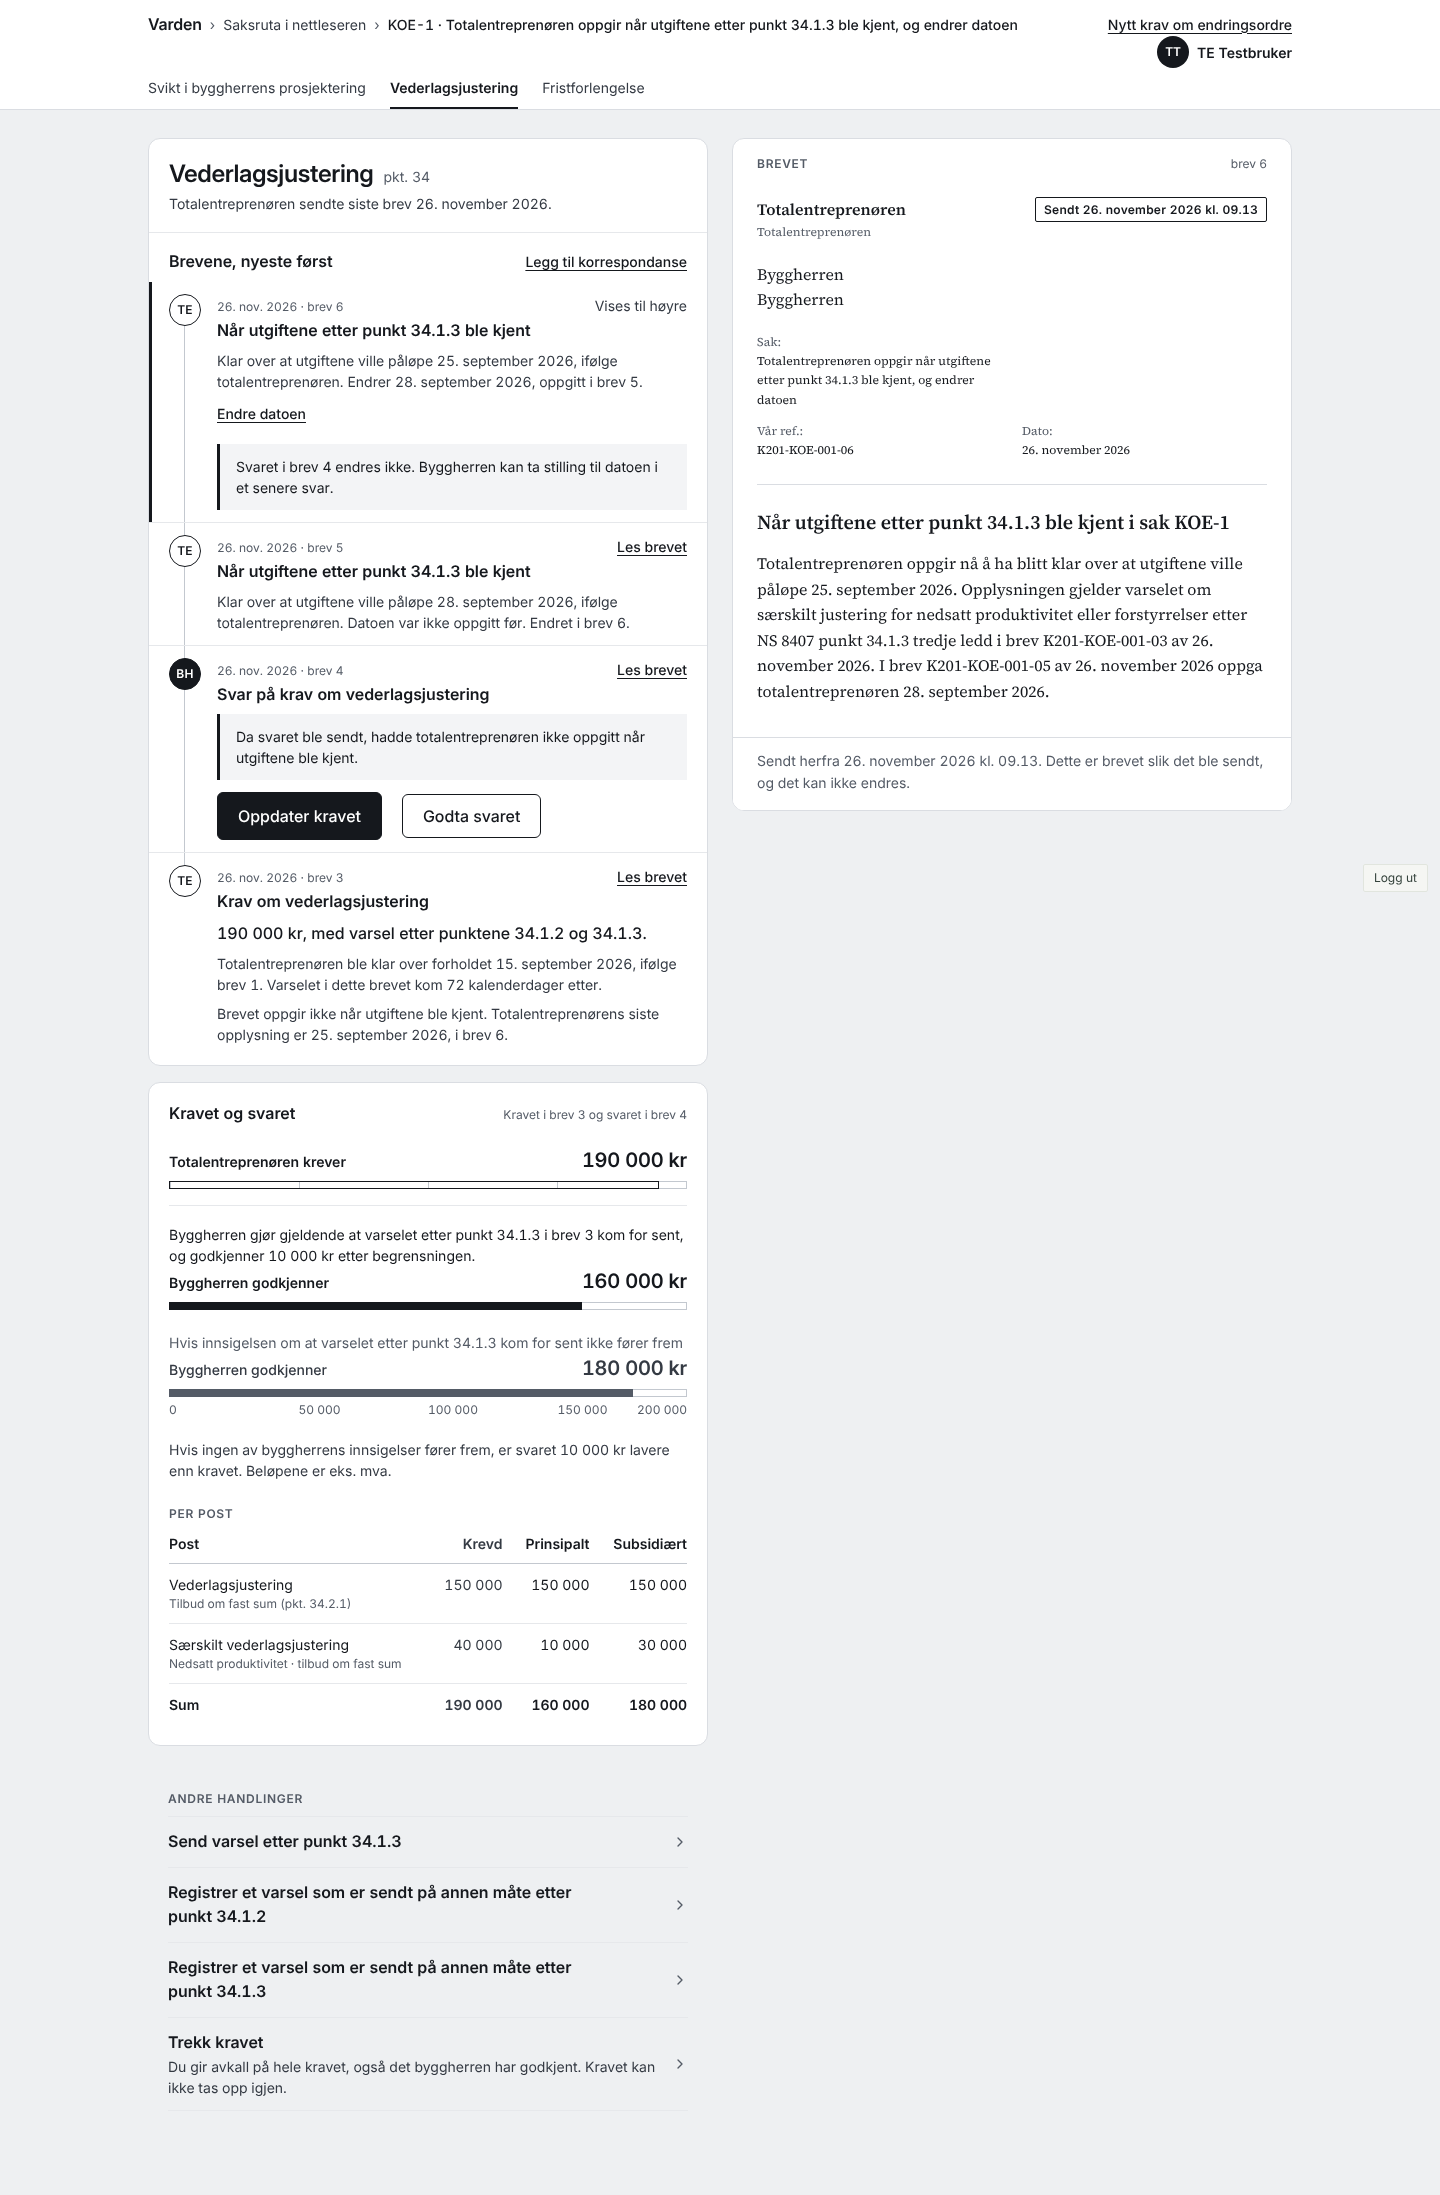 Varden › Saksruta i nettleseren › KOE-1 · Totalentreprenøren oppgir når utgiftene etter punkt 34.1.3 ble kjent, og endrer datoen
Nytt krav om endringsordre
TT TE Testbruker
Svikt i byggherrens prosjektering Vederlagsjustering Fristforlengelse
Vederlagsjustering pkt. 34
Totalentreprenøren sendte siste brev 26. november 2026.
Brevene, nyeste først Legg til korrespondanse
TE 26. nov. 2026 · brev 6 Vises til høyre
Når utgiftene etter punkt 34.1.3 ble kjent
Klar over at utgiftene ville påløpe 25. september 2026, ifølge
totalentreprenøren. Endrer 28. september 2026, oppgitt i brev 5.
Endre datoen
Svaret i brev 4 endres ikke. Byggherren kan ta stilling til datoen i
et senere svar.
TE 26. nov. 2026 · brev 5 Les brevet
Når utgiftene etter punkt 34.1.3 ble kjent
Klar over at utgiftene ville påløpe 28. september 2026, ifølge
totalentreprenøren. Datoen var ikke oppgitt før. Endret i brev 6.
BH 26. nov. 2026 · brev 4 Les brevet
Svar på krav om vederlagsjustering
Da svaret ble sendt, hadde totalentreprenøren ikke oppgitt når
utgiftene ble kjent.
Oppdater kravet Godta svaret
TE 26. nov. 2026 · brev 3 Les brevet
Krav om vederlagsjustering
190 000 kr, med varsel etter punktene 34.1.2 og 34.1.3.
Totalentreprenøren ble klar over forholdet 15. september 2026, ifølge
brev 1. Varselet i dette brevet kom 72 kalenderdager etter.
Brevet oppgir ikke når utgiftene ble kjent. Totalentreprenørens siste
opplysning er 25. september 2026, i brev 6.
Kravet og svaret Kravet i brev 3 og svaret i brev 4
Totalentreprenøren krever 190 000 kr
Byggherren gjør gjeldende at varselet etter punkt 34.1.3 i brev 3 kom for sent,
og godkjenner 10 000 kr etter begrensningen.
Byggherren godkjenner 160 000 kr
Hvis innsigelsen om at varselet etter punkt 34.1.3 kom for sent ikke fører frem
Byggherren godkjenner 180 000 kr
0 50 000 100 000 150 000 200 000
Hvis ingen av byggherrens innsigelser fører frem, er svaret 10 000 kr lavere
enn kravet. Beløpene er eks. mva.
PER POST
Post Krevd Prinsipalt Subsidiært
Vederlagsjustering 150 000 150 000 150 000
Tilbud om fast sum (pkt. 34.2.1)
Særskilt vederlagsjustering 40 000 10 000 30 000
Nedsatt produktivitet · tilbud om fast sum
Sum 190 000 160 000 180 000
ANDRE HANDLINGER
Send varsel etter punkt 34.1.3
Registrer et varsel som er sendt på annen måte etter
punkt 34.1.2
Registrer et varsel som er sendt på annen måte etter
punkt 34.1.3
Trekk kravet
Du gir avkall på hele kravet, også det byggherren har godkjent. Kravet kan
ikke tas opp igjen.
BREVET brev 6
Totalentreprenøren Sendt 26. november 2026 kl. 09.13
Totalentreprenøren
Byggherren
Byggherren
Sak:
Totalentreprenøren oppgir når utgiftene
etter punkt 34.1.3 ble kjent, og endrer
datoen
Vår ref.: Dato:
K201-KOE-001-06 26. november 2026
Når utgiftene etter punkt 34.1.3 ble kjent i sak KOE-1
Totalentreprenøren oppgir nå å ha blitt klar over at utgiftene ville
påløpe 25. september 2026. Opplysningen gjelder varselet om
særskilt justering for nedsatt produktivitet eller forstyrrelser etter
NS 8407 punkt 34.1.3 tredje ledd i brev K201-KOE-001-03 av 26.
november 2026. I brev K201-KOE-001-05 av 26. november 2026 oppga
totalentreprenøren 28. september 2026.
Sendt herfra 26. november 2026 kl. 09.13. Dette er brevet slik det ble sendt,
og det kan ikke endres.
Logg ut